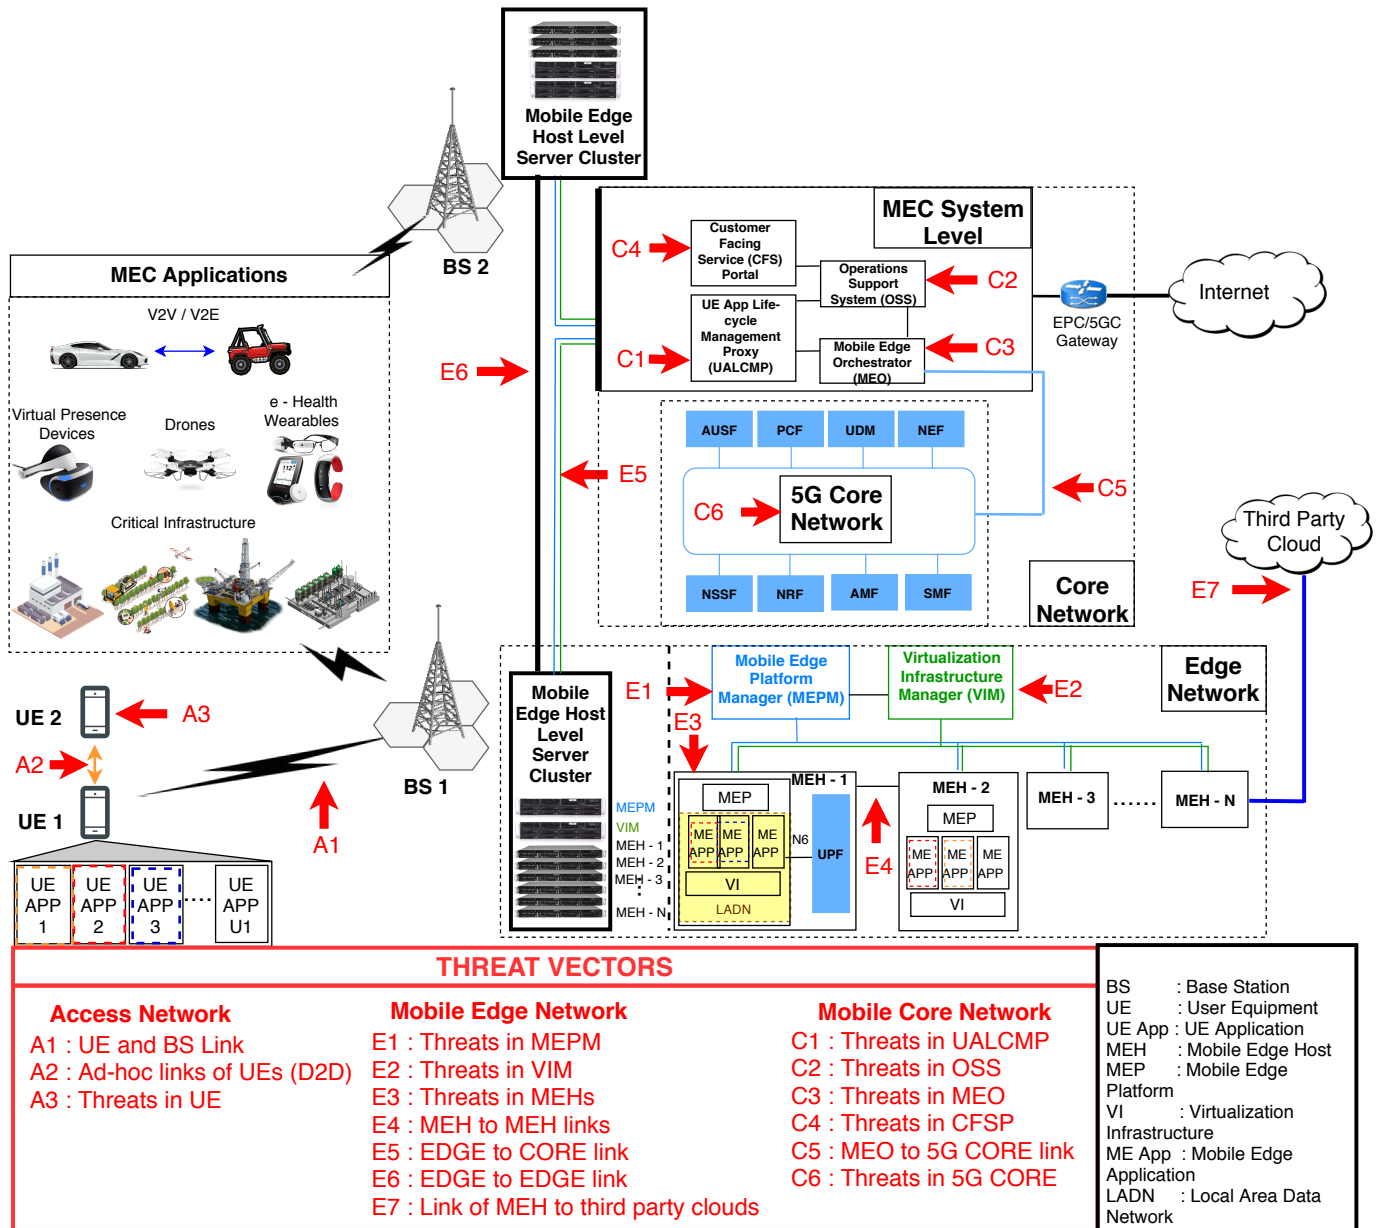 Mobile Edge
Host Level
Server Cluster
BS 2
MEC System
Level
C4
Customer
Facing
Service (CFS)
Portal
Operations
Support
System (OSS)
C2
UE App Life-
cycle
Management
Proxy
(UALCMP)
C1
Mobile Edge
Orchestrator
(MEO)
C3
EPC/5GC
Gateway
Internet
MEC Applications
V2V / V2E
Virtual Presence
Devices
Drones
e - Health
Wearables
Critical Infrastructure
E6
E5
AUSF
PCF
UDM
NEF
C6
5G Core
Network
C5
NSSF
NRF
AMF
SMF
Core
Network
Third Party
Cloud
E7
UE 2
A3
A2
UE 1
A1
BS 1
UE
APP
1
UE
APP
2
UE
APP
3
....
UE
APP
U1
Mobile
Edge Host
Level
Server
Cluster
MEPM
VIM
MEH - 1
MEH - 2
MEH - 3
:
MEH - N
E1
Mobile Edge
Platform
Manager (MEPM)
Virtualization
Infrastructure
Manager (VIM)
E2
Edge
Network
E3
MEH - 1
MEP
ME
APP
ME
APP
ME
APP
VI
LADN
N6
UPF
E4
MEH - 2
MEP
ME
APP
ME
APP
ME
APP
VI
MEH - 3
......
MEH - N
THREAT VECTORS
Access Network
A1 : UE and BS Link
A2 : Ad-hoc links of UEs (D2D)
A3 : Threats in UE
Mobile Edge Network
E1 : Threats in MEPM
E2 : Threats in VIM
E3 : Threats in MEHs
E4 : MEH to MEH links
E5 : EDGE to CORE link
E6 : EDGE to EDGE link
E7 : Link of MEH to third party clouds
Mobile Core Network
C1 : Threats in UALCMP
C2 : Threats in OSS
C3 : Threats in MEO
C4 : Threats in CFSP
C5 : MEO to 5G CORE link
C6 : Threats in 5G CORE
BS : Base Station
UE : User Equipment
UE App : UE Application
MEH : Mobile Edge Host
MEP : Mobile Edge
Platform
VI : Virtualization
Infrastructure
ME App : Mobile Edge
Application
LADN : Local Area Data
Network